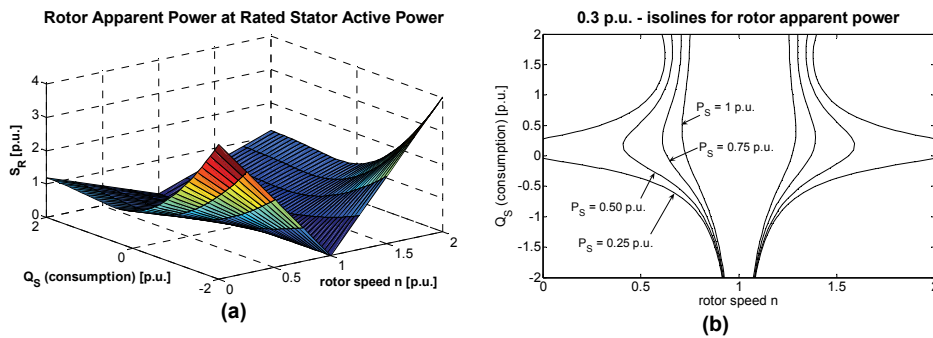 Rotor Apparent Power at Rated Stator Active Power
4
3
2
1
0
S_R [p.u.]
2
0
-2
Q_S (consumption) [p.u.]
0
0.5
1
1.5
2
rotor speed n [p.u.]
(a)
0.3 p.u. - isolines for rotor apparent power
2
1.5
1
0.5
0
-0.5
-1
-1.5
-2
Q_S (consumption) [p.u.]
P_S = 1 p.u.
P_S = 0.75 p.u.
P_S = 0.50 p.u.
P_S = 0.25 p.u.
0
0.5
1
1.5
2
rotor speed n
(b)